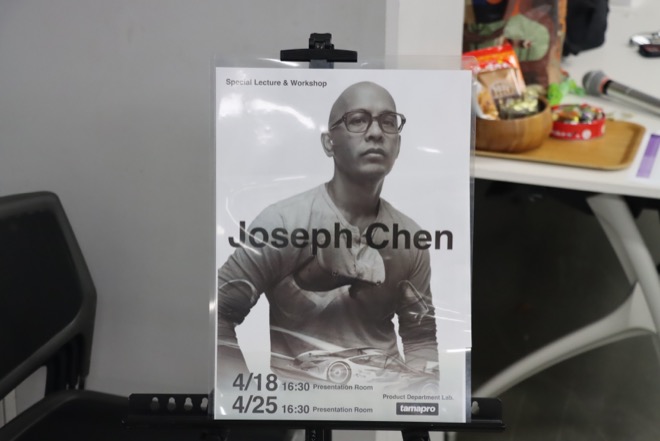 Special Lecture & Workshop
Joseph Chen
4/18 16:30 Presentation Room
4/25 16:30 Presentation Room
Product Department Lab.
tamapro